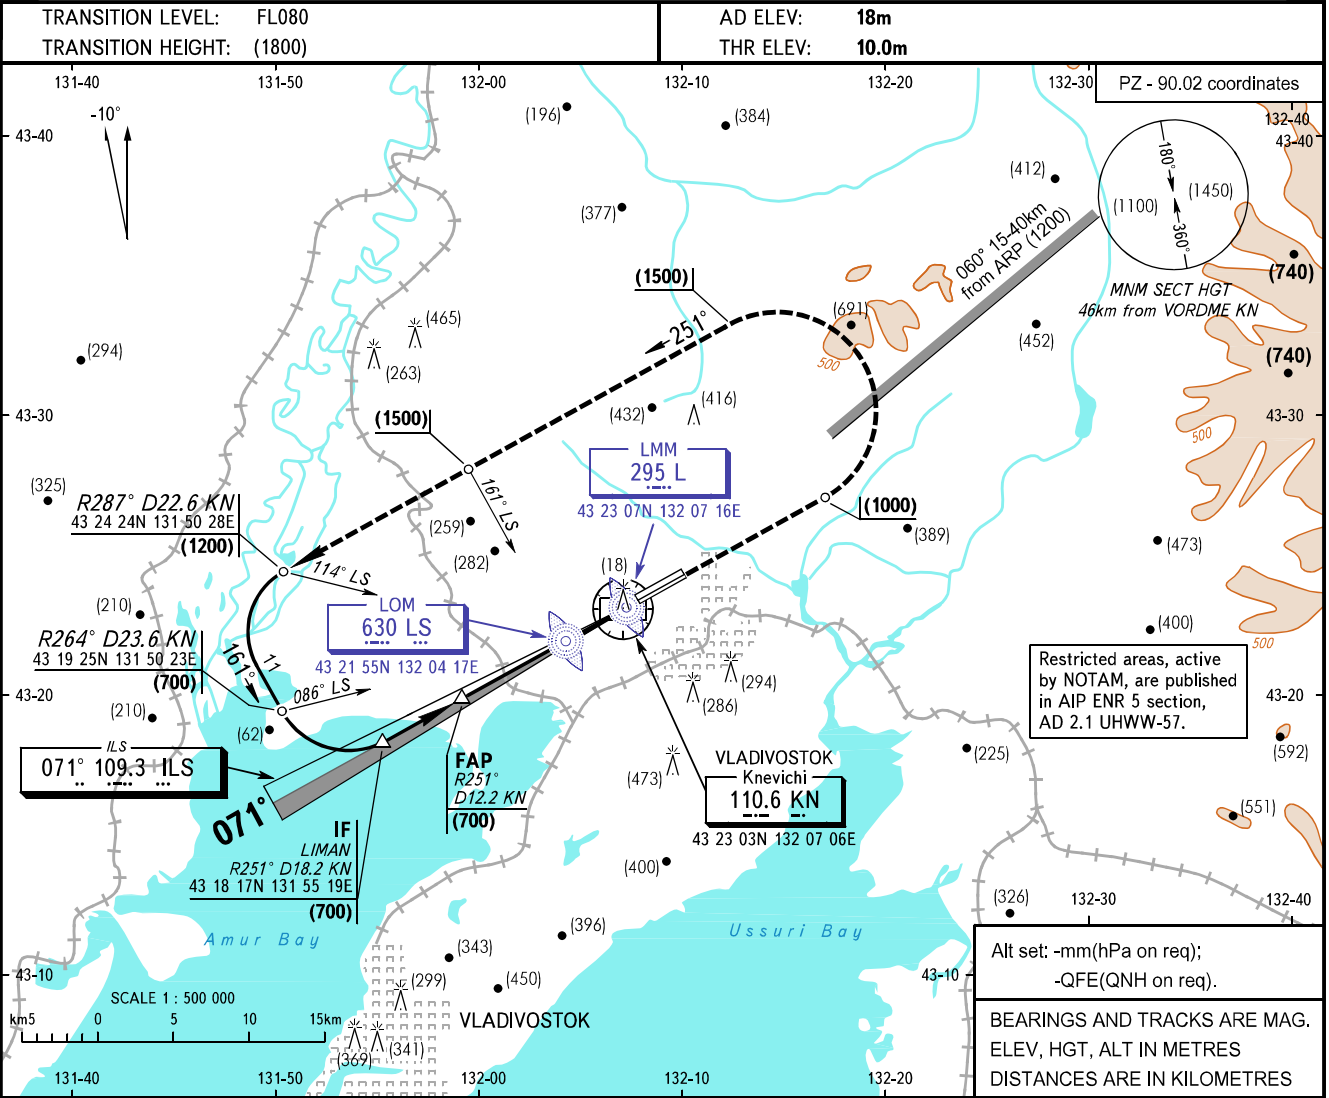 TRANSITION LEVEL: FL080
TRANSITION HEIGHT: (1800)
AD ELEV: 18m
THR ELEV: 10.0m
131-40
131-50
132-00
132-10
132-20
132-30
PZ - 90.02 coordinates
132-40
43-40
-10°
43-40
(196)
(384)
(412)
(377)
180°
(1100)
(1450)
360°
MNM SECT HGT
46km from VORDME KN
060° 15-40km
from ARP (1200)
(740)
(1500)
251°
(691)
500
(452)
(740)
(465)
(263)
(294)
(416)
(432)
43-30
43-30
500
(1500)
161° LS
LMM
295 L
43 23 07N 132 07 16E
(325)
R287° D22.6 KN
43 24 24N 131 50 28E
(1200)
(259)
(282)
(1000)
(389)
(473)
114° LS
(18)
(210)
LOM
630 LS
43 21 55N 132 04 17E
R264° D23.6 KN
43 19 25N 131 50 23E
(700)
161°
11
086° LS
(400)
500
Restricted areas, active
by NOTAM, are published
in AIP ENR 5 section,
AD 2.1 UHWW-57.
(294)
(286)
43-20
43-20
(210)
(62)
(225)
(592)
ILS
071° 109.3 ILS
071°
FAP
R251°
D12.2 KN
(700)
(473)
VLADIVOSTOK
Knevichi
110.6 KN
43 23 03N 132 07 06E
(551)
IF
LIMAN
R251° D18.2 KN
43 18 17N 131 55 19E
(700)
(400)
(326)
132-30
132-40
Amur Bay
Ussuri Bay
(396)
(343)
(450)
(299)
43-10
43-10
Alt set: -mm(hPa on req);
-QFE(QNH on req).
SCALE 1 : 500 000
km5 0 5 10 15km
VLADIVOSTOK
(369)
(341)
BEARINGS AND TRACKS ARE MAG.
ELEV, HGT, ALT IN METRES
DISTANCES ARE IN KILOMETRES
131-40
131-50
132-00
132-10
132-20